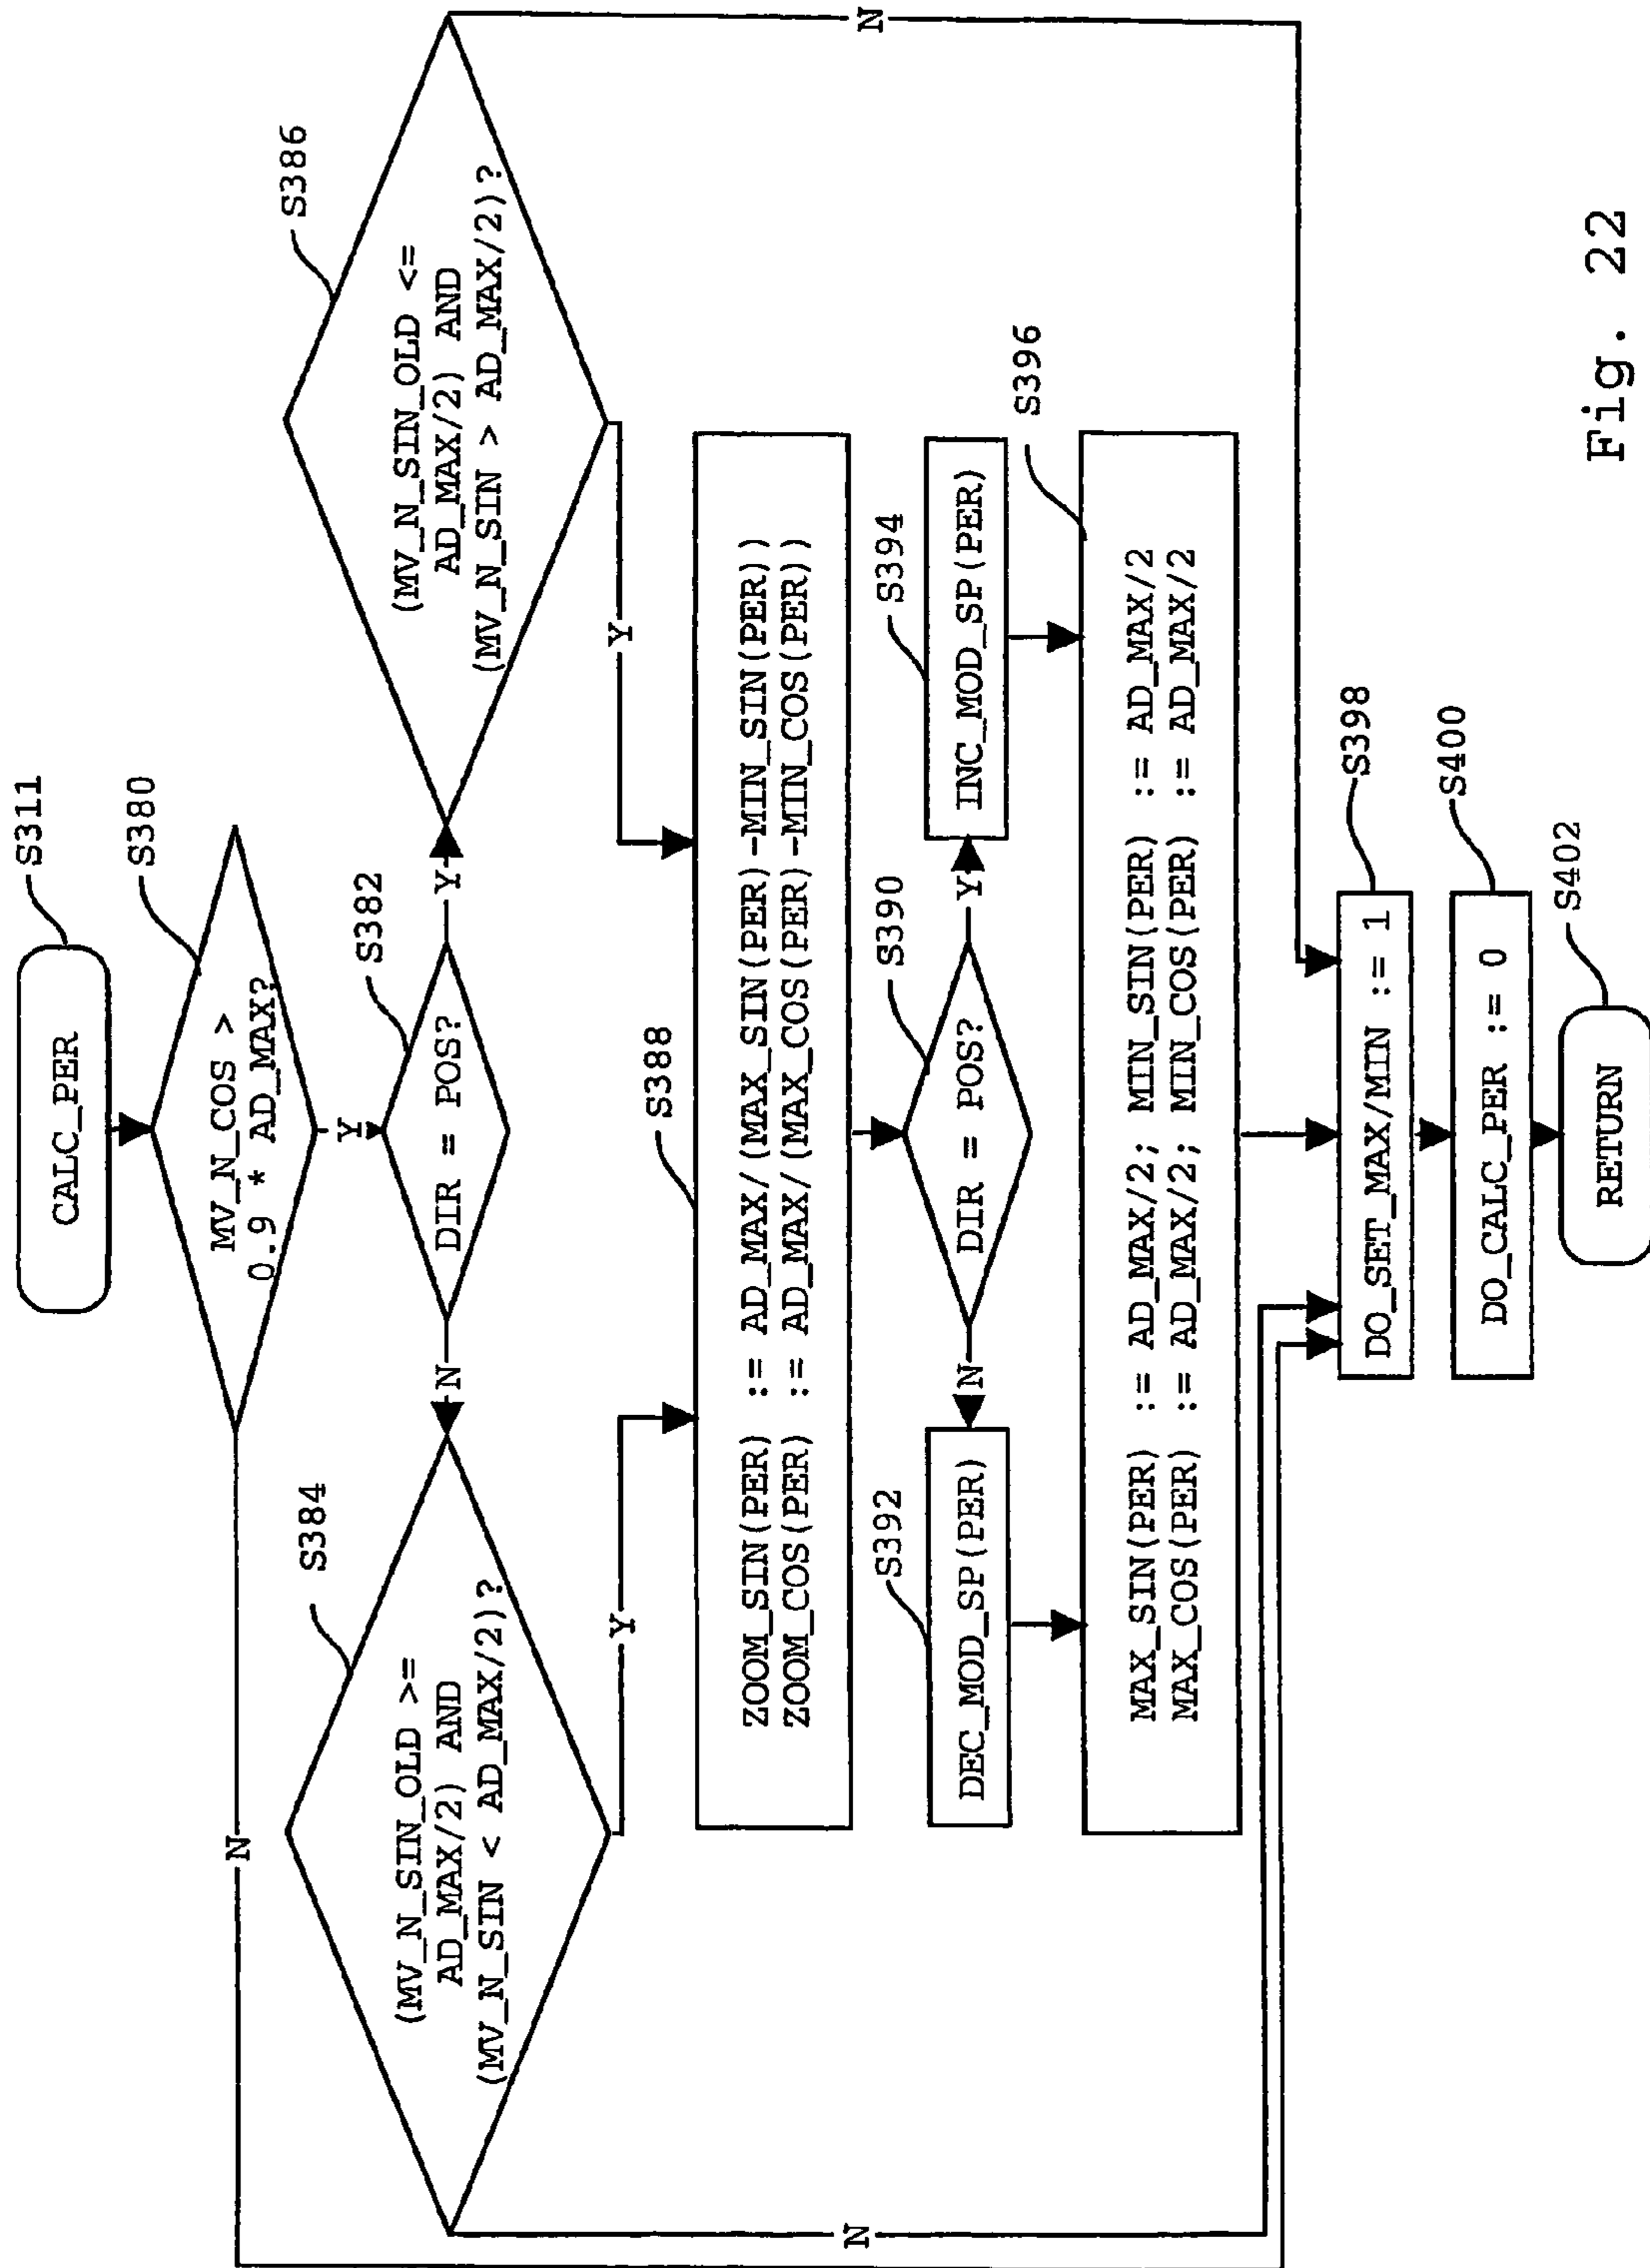 CALC_PER
S311
MV_N_COS >
0.9 * AD_MAX?
S380
N
Y
DIR = POS?
S382
N
Y
(MV_N_SIN_OLD >=
AD_MAX/2) AND
(MV_N_SIN < AD_MAX/2)?
S384
(MV_N_SIN_OLD <=
AD_MAX/2) AND
(MV_N_SIN > AD_MAX/2)?
S386
Y
Y
N
N
S388
ZOOM_SIN(PER) := AD_MAX/(MAX_SIN(PER)-MIN_SIN(PER))
ZOOM_COS(PER) := AD_MAX/(MAX_COS(PER)-MIN_COS(PER))
DIR = POS?
S390
N
Y
DEC_MOD_SP(PER)
S392
INC_MOD_SP(PER)
S394
MAX_SIN(PER) := AD_MAX/2; MIN_SIN(PER) := AD_MAX/2
MAX_COS(PER) := AD_MAX/2; MIN_COS(PER) := AD_MAX/2
S396
DO_SET_MAX/MIN := 1
S398
DO_CALC_PER := 0
S400
RETURN
S402
Fig. 22